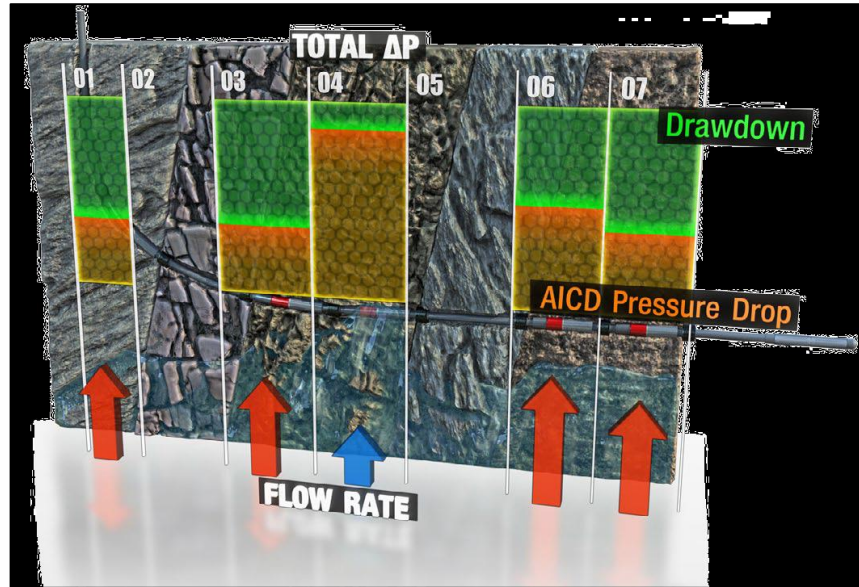 TOTAL ΔP
01
02
03
04
05
06
07
Drawdown
AICD Pressure Drop
FLOW RATE